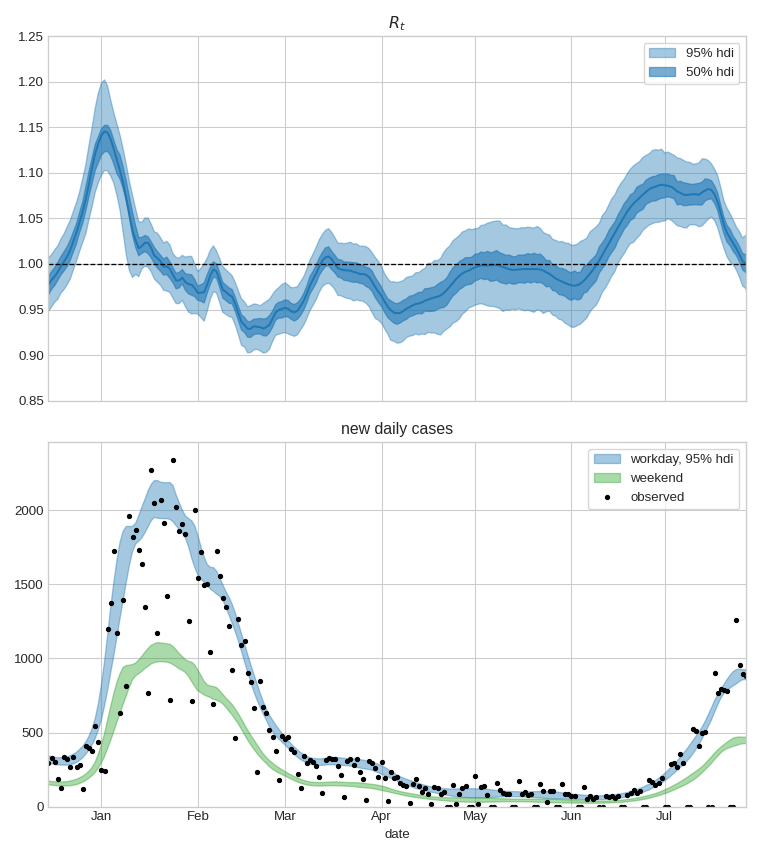 R_t
1.25
1.20
1.15
1.10
1.05
1.00
0.95
0.90
0.85
95% hdi
50% hdi
new daily cases
2000
1500
1000
500
0
workday, 95% hdi
weekend
observed
Jan Feb Mar Apr May Jun Jul
date